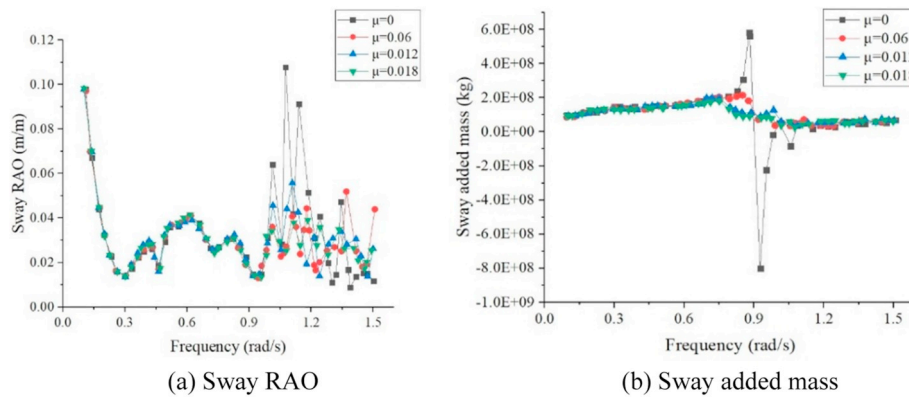 μ=0
μ=0.06
μ=0.012
μ=0.018
0.12
0.10
0.08
0.06
0.04
0.02
0.00
Sway RAO (m/m)
0.0 0.3 0.6 0.9 1.2 1.5
Frequency (rad/s)
(a) Sway RAO
μ=0
μ=0.06
μ=0.01
μ=0.01
6.0E+08
4.0E+08
2.0E+08
0.0E+00
-2.0E+08
-4.0E+08
-6.0E+08
-8.0E+08
-1.0E+09
Sway added mass (kg)
0.0 0.3 0.6 0.9 1.2 1.5
Frequency (rad/s)
(b) Sway added mass